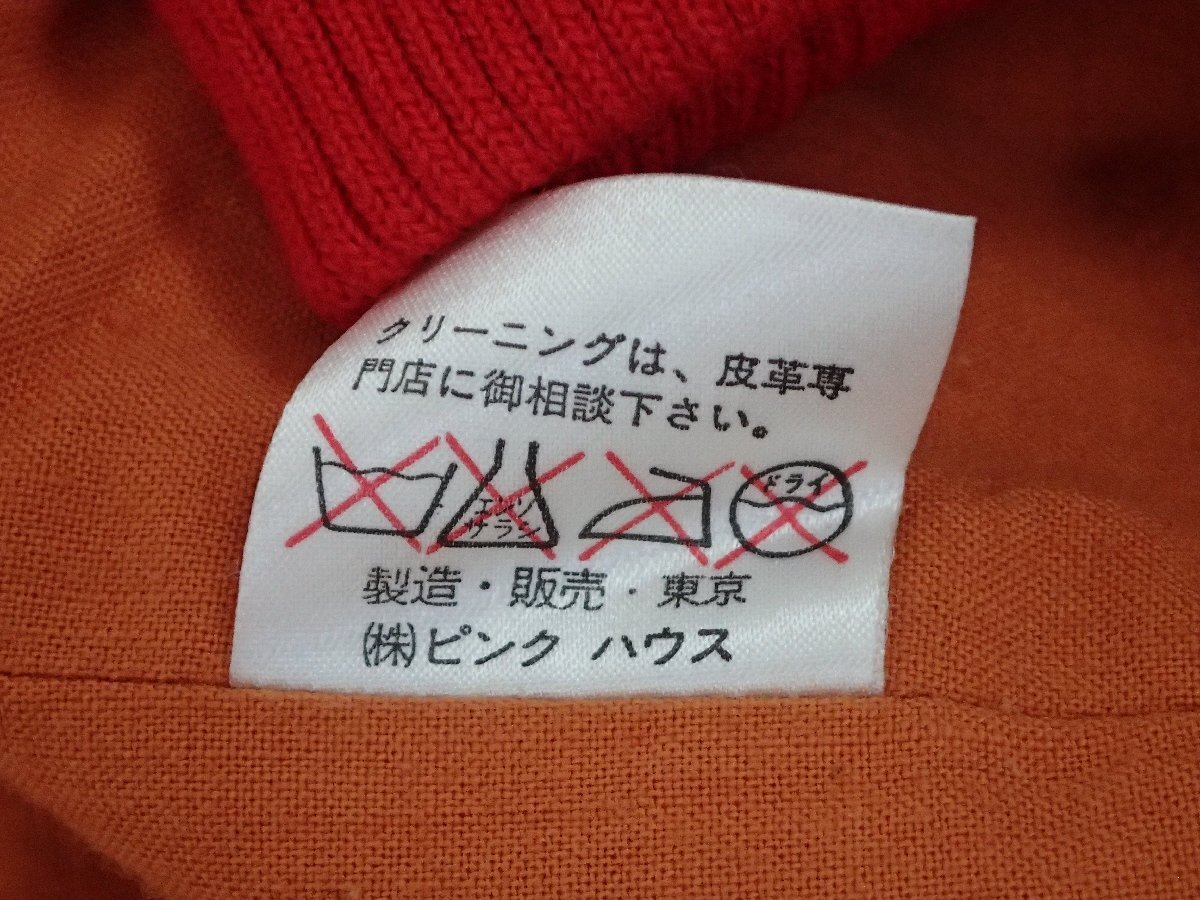 クリーニングは、皮革専
門店に御相談下さい。
エンソ
サラシ
ドライ
製造・販売・東京
㈱ピンク ハウス